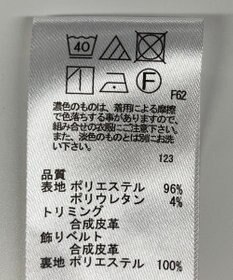 40
F
F62
濃色のものは、着用による摩擦
で色落ちする事がありますので、
組み合せの衣服にご注意下さい。
また、淡色のものとは別にお洗
い下さい。
123
品質
表地 ポリエステル 96%
ポリウレタン 4%
トリミング
合成皮革
飾りベルト
合成皮革
裏地 ポリエステル 100%